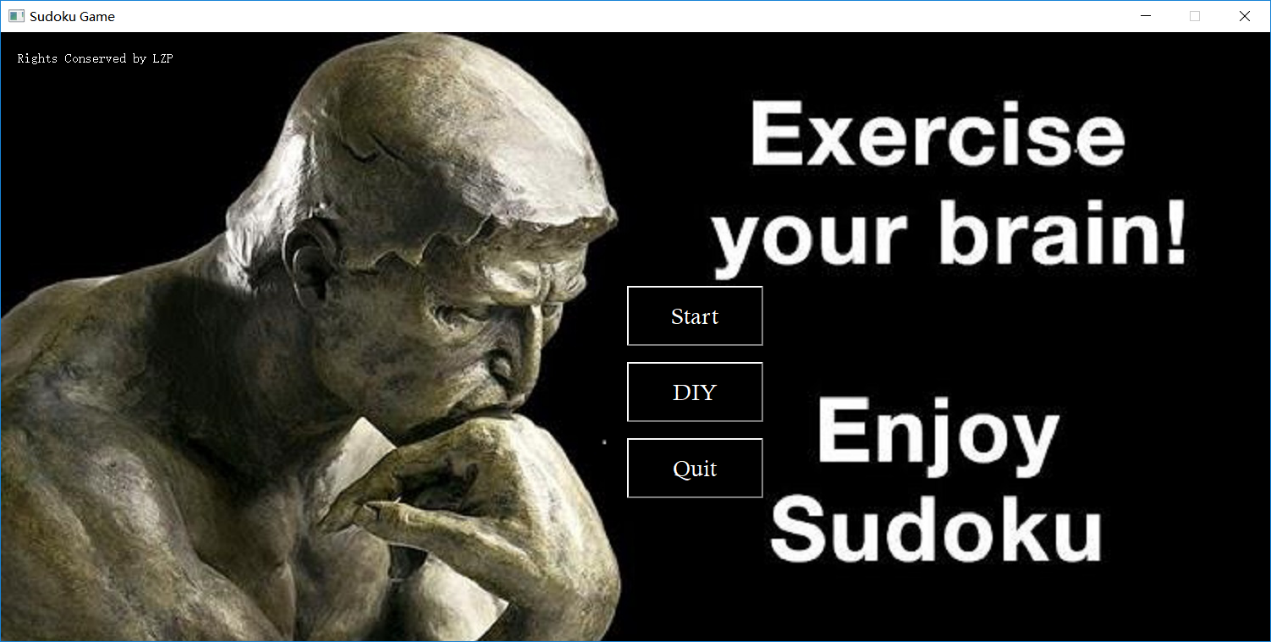 Sudoku Game
Rights Conserved by LZP
Exercise
your brain!
Start
DIY
Quit
Enjoy
Sudoku